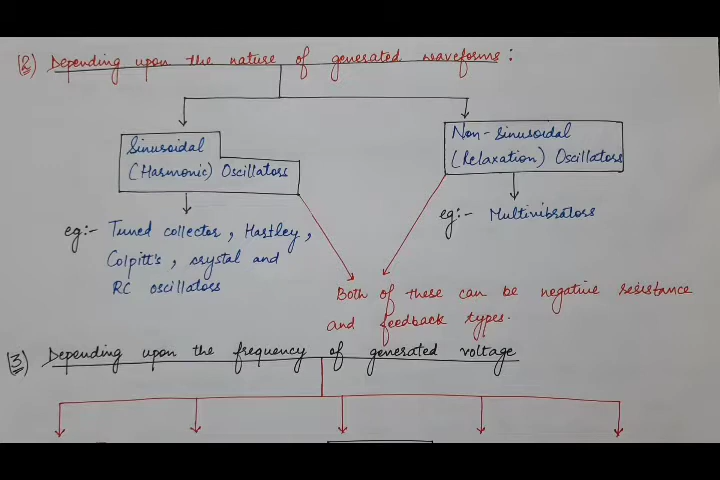 (2) Depending upon the nature of generated waveforms :
Sinusoidal
(Harmonic) Oscillators
Non-sinusoidal
(Relaxation) Oscillators
eg:- Tuned collector, Hartley,
Colpitt's, crystal and
RC oscillators
eg:- Multivibrators
Both of these can be negative resistance
and feedback types.
(3) Depending upon the frequency of generated voltage